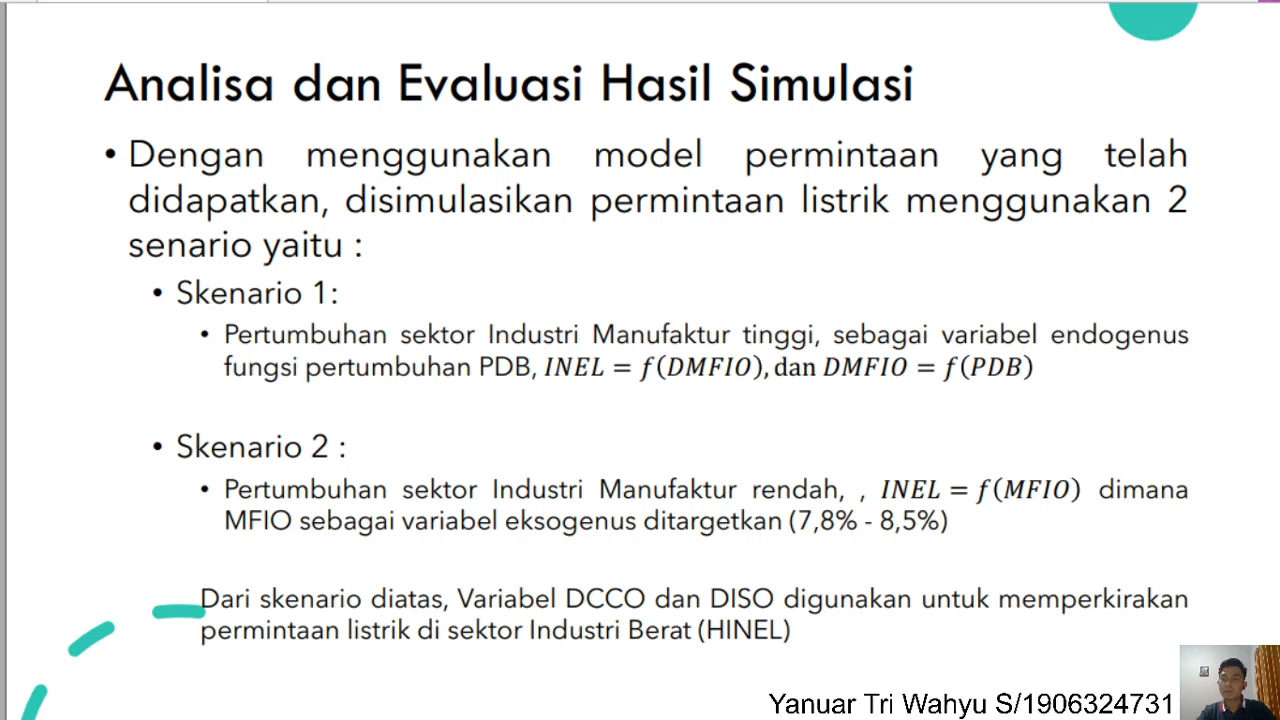 Analisa dan Evaluasi Hasil Simulasi
• Dengan menggunakan model permintaan yang telah
didapatkan, disimulasikan permintaan listrik menggunakan 2
senario yaitu :
• Skenario 1:
• Pertumbuhan sektor Industri Manufaktur tinggi, sebagai variabel endogenus
fungsi pertumbuhan PDB, INEL = f(DMFIO), dan DMFIO = f(PDB)
• Skenario 2 :
• Pertumbuhan sektor Industri Manufaktur rendah, , INEL = f(MFIO) dimana
MFIO sebagai variabel eksogenus ditargetkan (7,8% - 8,5%)
Dari skenario diatas, Variabel DCCO dan DISO digunakan untuk memperkirakan
permintaan listrik di sektor Industri Berat (HINEL)
Yanuar Tri Wahyu S/1906324731